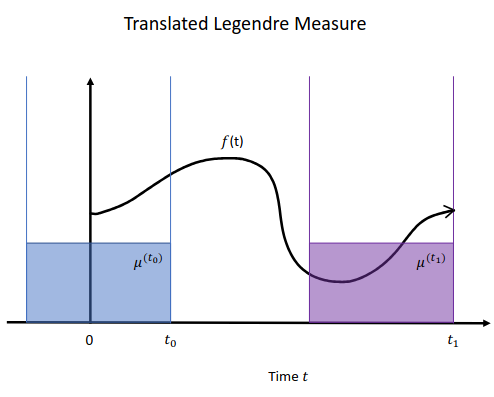 Translated Legendre Measure
f(t)
μ^(t₀)
μ^(t₁)
0
t₀
t₁
Time t